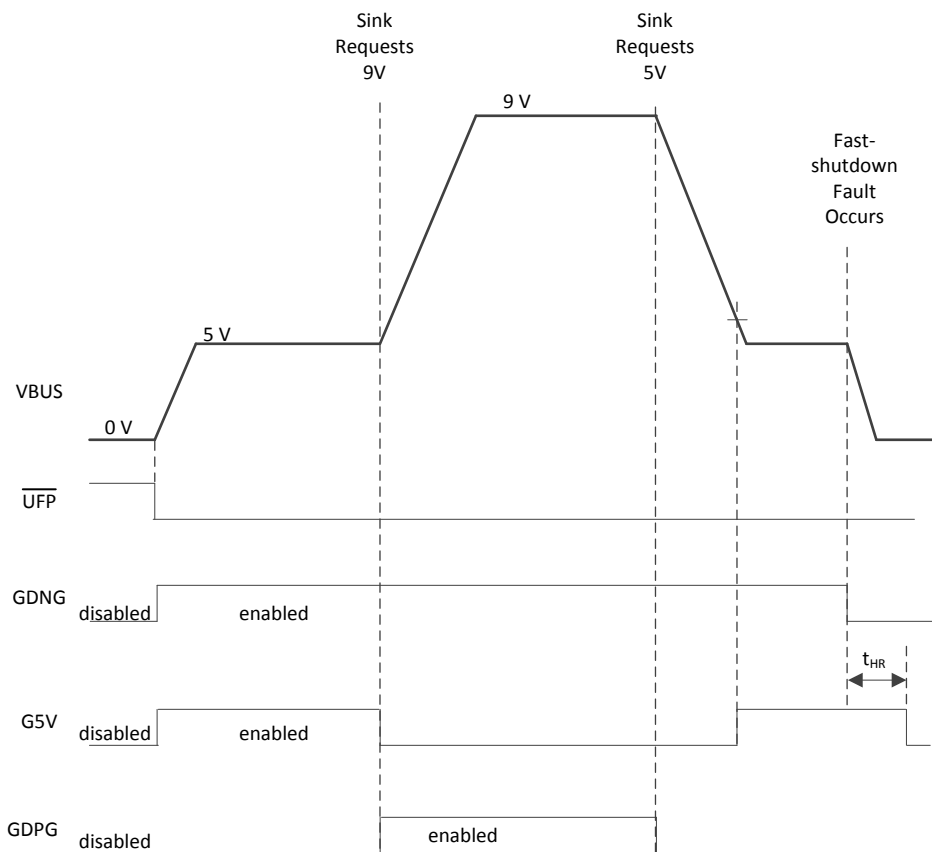 Sink
Requests
9V
Sink
Requests
5V
9 V
Fast-
shutdown
Fault
Occurs
5 V
VBUS
0 V
UFP
GDNG
disabled
enabled
tHR
G5V
disabled
enabled
GDPG
disabled
enabled